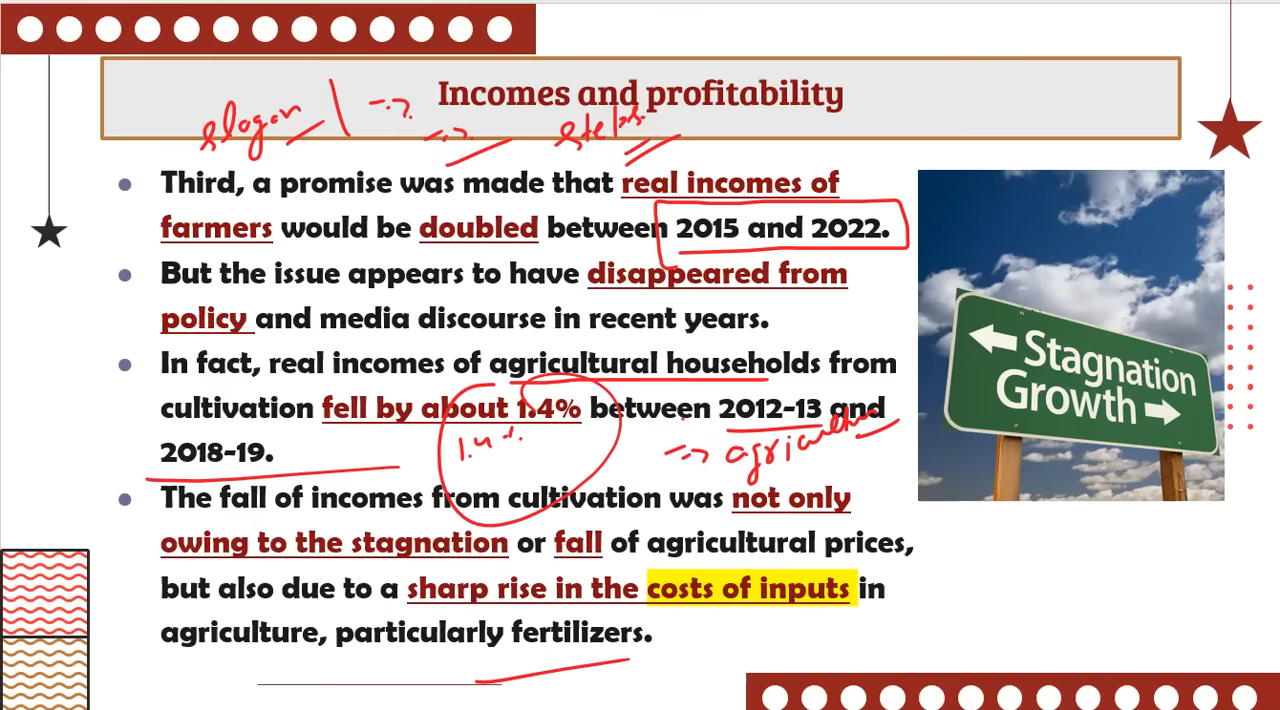 Incomes and profitability
slogan
steps.
Third, a promise was made that real incomes of
farmers would be doubled between 2015 and 2022.
But the issue appears to have disappeared from
policy and media discourse in recent years.
In fact, real incomes of agricultural households from
cultivation fell by about 1.4% between 2012-13 and
2018-19.
1.4%
agriculture
The fall of incomes from cultivation was not only
owing to the stagnation or fall of agricultural prices,
but also due to a sharp rise in the costs of inputs in
agriculture, particularly fertilizers.
Stagnation
Growth